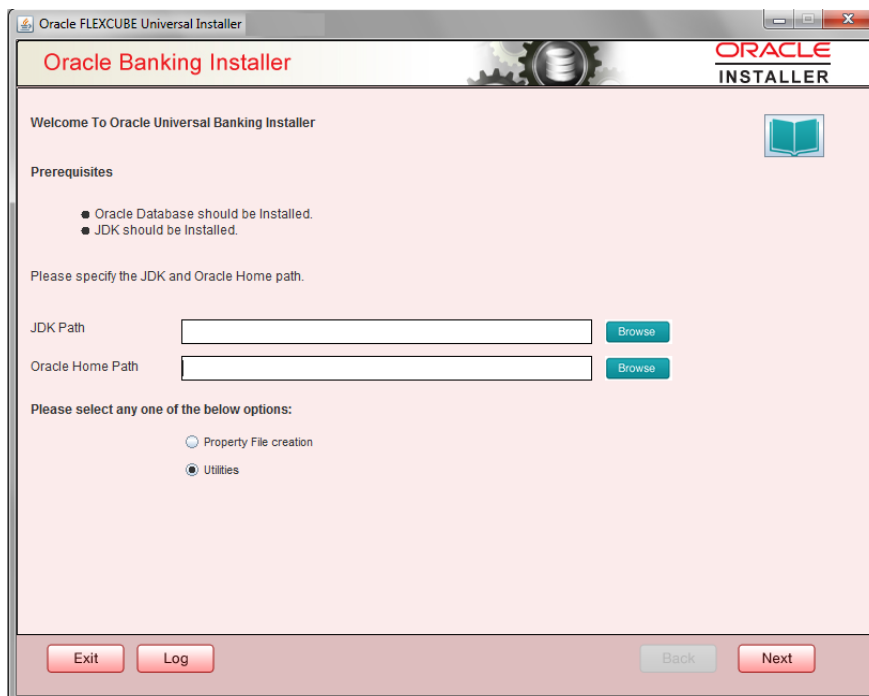 Oracle FLEXCUBE Universal Installer
Oracle Banking Installer
ORACLE
INSTALLER
Welcome To Oracle Universal Banking Installer
Prerequisites
Oracle Database should be Installed.
JDK should be Installed.
Please specify the JDK and Oracle Home path.
JDK Path
Browse
Oracle Home Path
Browse
Please select any one of the below options:
Property File creation
Utilities
Exit
Log
Back
Next